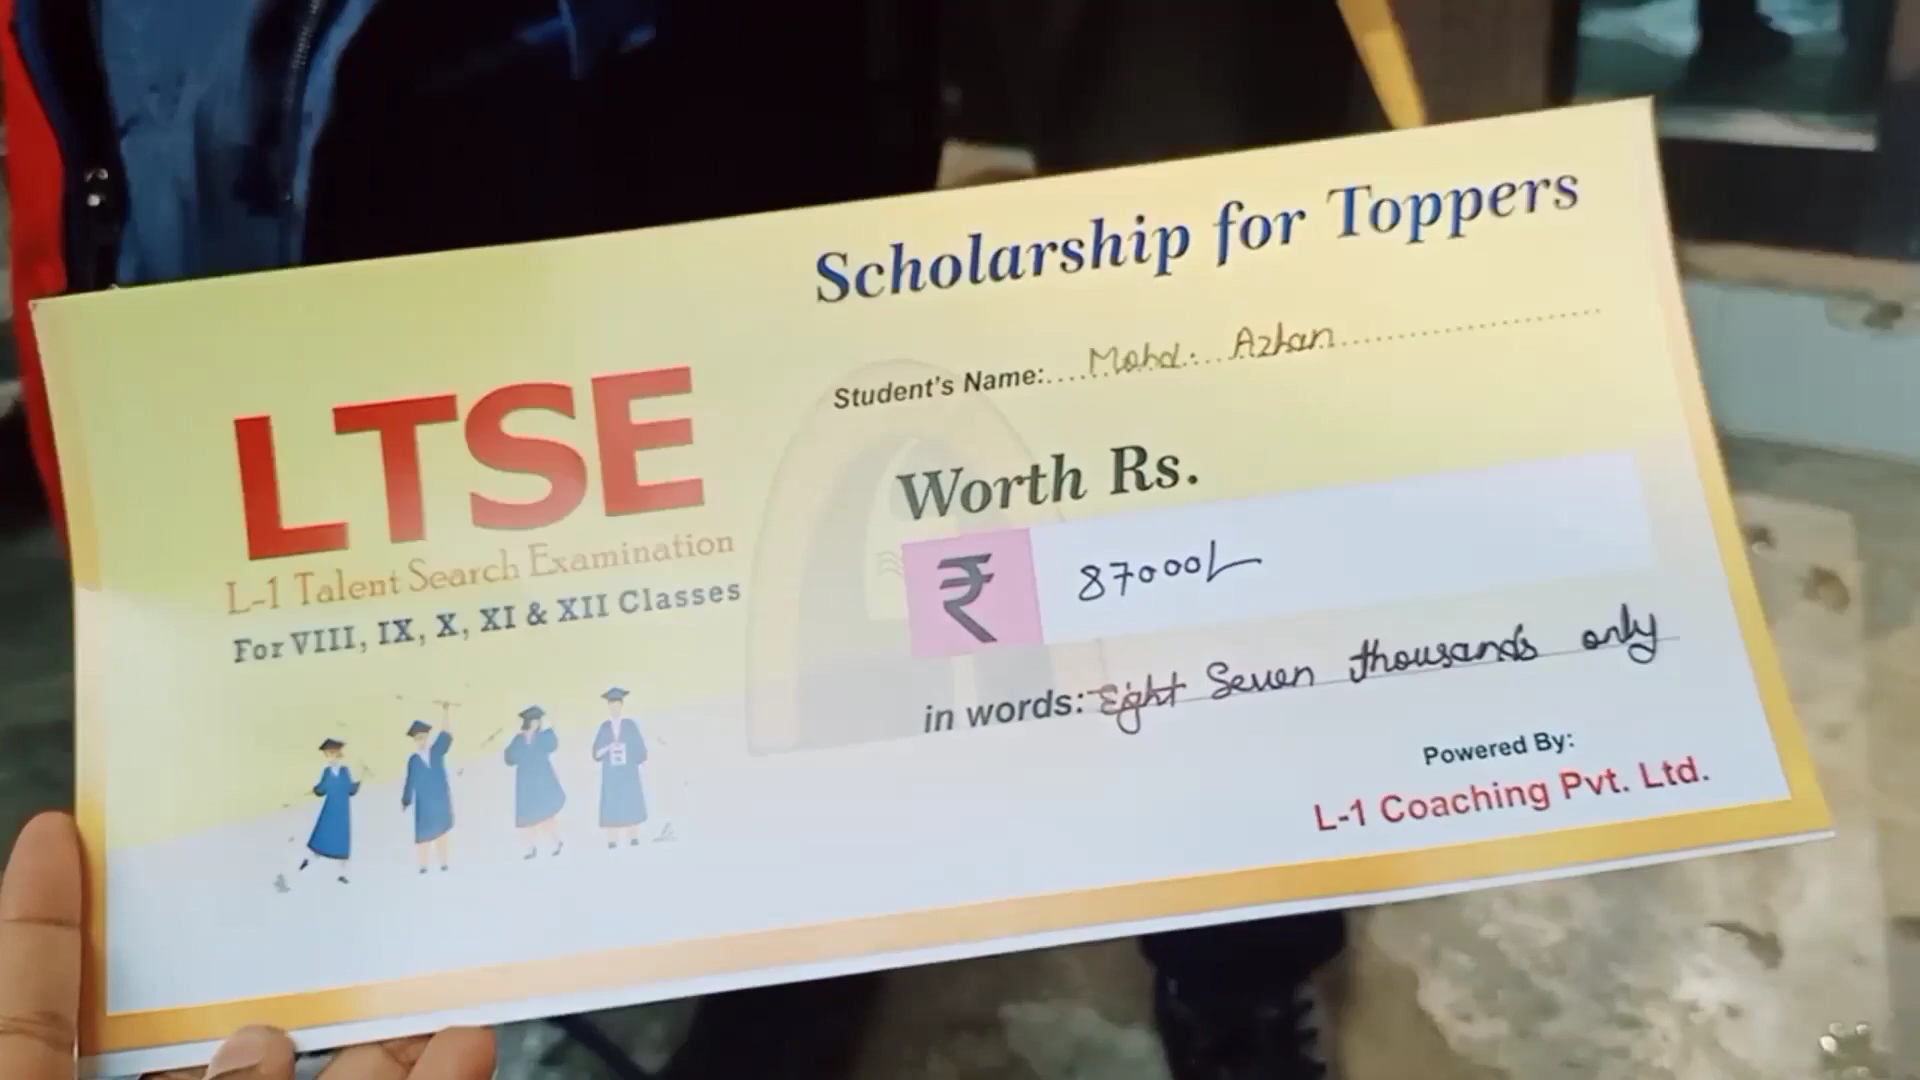 LTSE
L-1 Talent Search Examination
For VIII, IX, X, XI & XII Classes
Scholarship for Toppers
Student's Name:....Mohd....Azhan
Worth Rs.
₹ 87000/-
in words: Eight Seven thousands only
Powered By:
L-1 Coaching Pvt. Ltd.